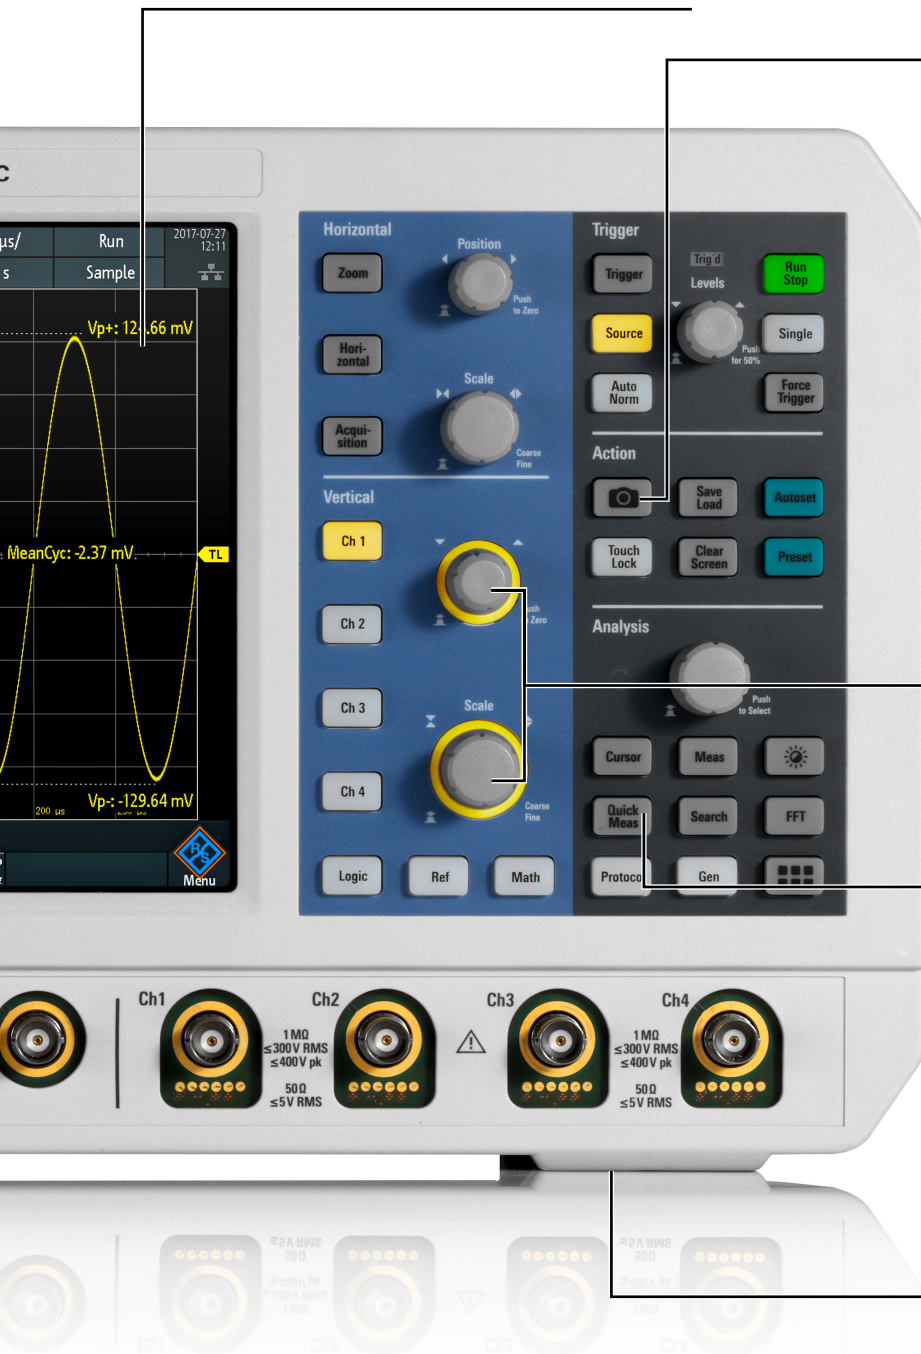 C
µs/
Run
2017-07-27
12:11
s
Sample
Vp+: 124.66 mV
MeanCyc: -2.37 mV
TL
Vp-: -129.64 mV
200 µs
R
S
Menu
Horizontal
Zoom
Position
Push
to Zero
Hori-
zontal
Scale
Acqui-
sition
Coarse
Fine
Vertical
Ch 1
Ch 2
Zero
Ch 3
Scale
Ch 4
Coarse
Fine
Logic
Ref
Math
Trigger
Trigger
Trig'd
Levels
Run
Stop
Source
Single
Push
for 50%
Auto
Norm
Force
Trigger
Action
Save
Load
Autoset
Touch
Lock
Clear
Screen
Preset
Analysis
Push
to Select
Cursor
Meas
Quick
Meas
Search
FFT
Protocol
Gen
Ch1
Ch2
1 MΩ
≤300 V RMS
≤400 V pk
50 Ω
≤5 V RMS
Ch3
Ch4
1 MΩ
≤300 V RMS
≤400 V pk
50 Ω
≤5 V RMS